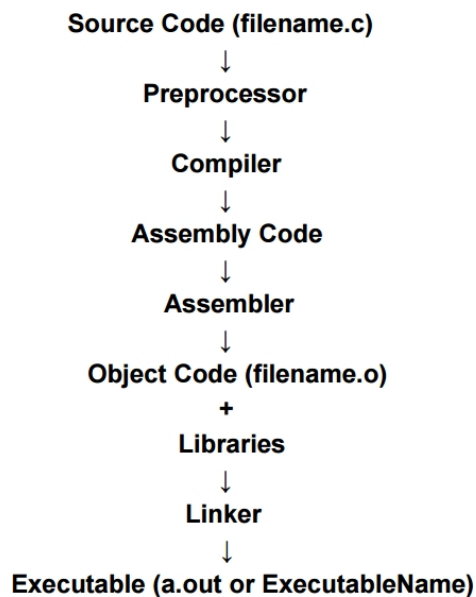 Source Code (filename.c)
↓
Preprocessor
↓
Compiler
↓
Assembly Code
↓
Assembler
↓
Object Code (filename.o)
+
Libraries
↓
Linker
↓
Executable (a.out or ExecutableName)